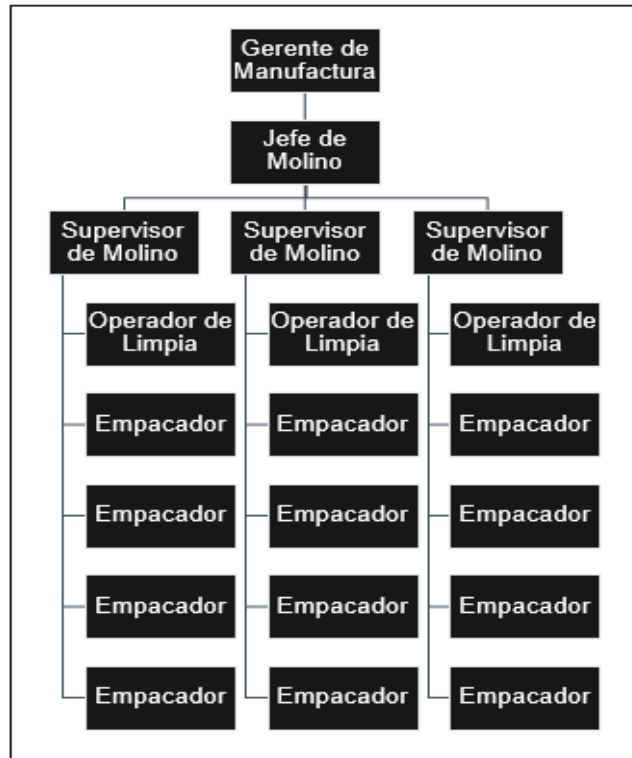 Gerente de
Manufactura
Jefe de
Molino
Supervisor
de Molino
Supervisor
de Molino
Supervisor
de Molino
Operador de
Limpia
Operador de
Limpia
Operador de
Limpia
Empacador
Empacador
Empacador
Empacador
Empacador
Empacador
Empacador
Empacador
Empacador
Empacador
Empacador
Empacador